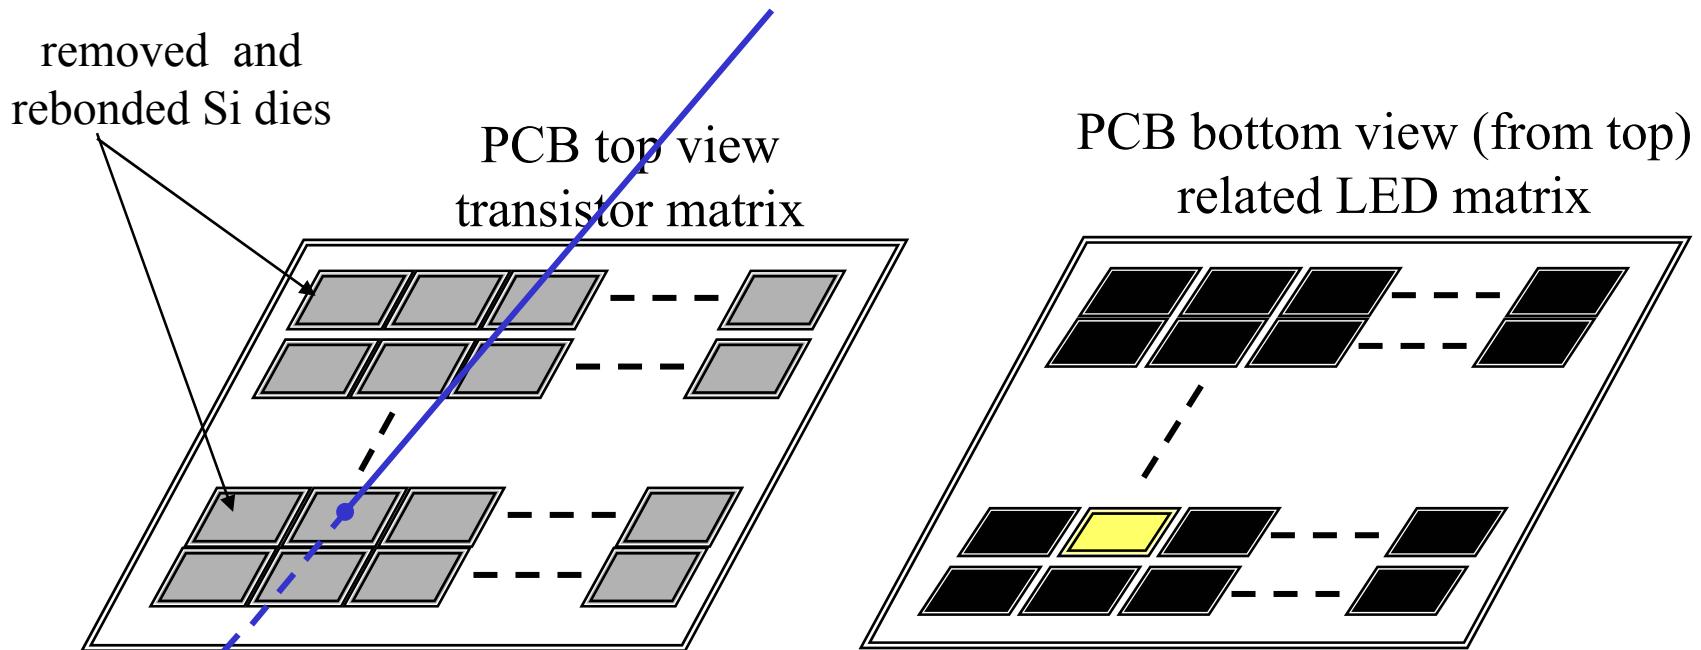 removed and
rebonded Si dies
PCB top view
transistor matrix
PCB bottom view (from top)
related LED matrix